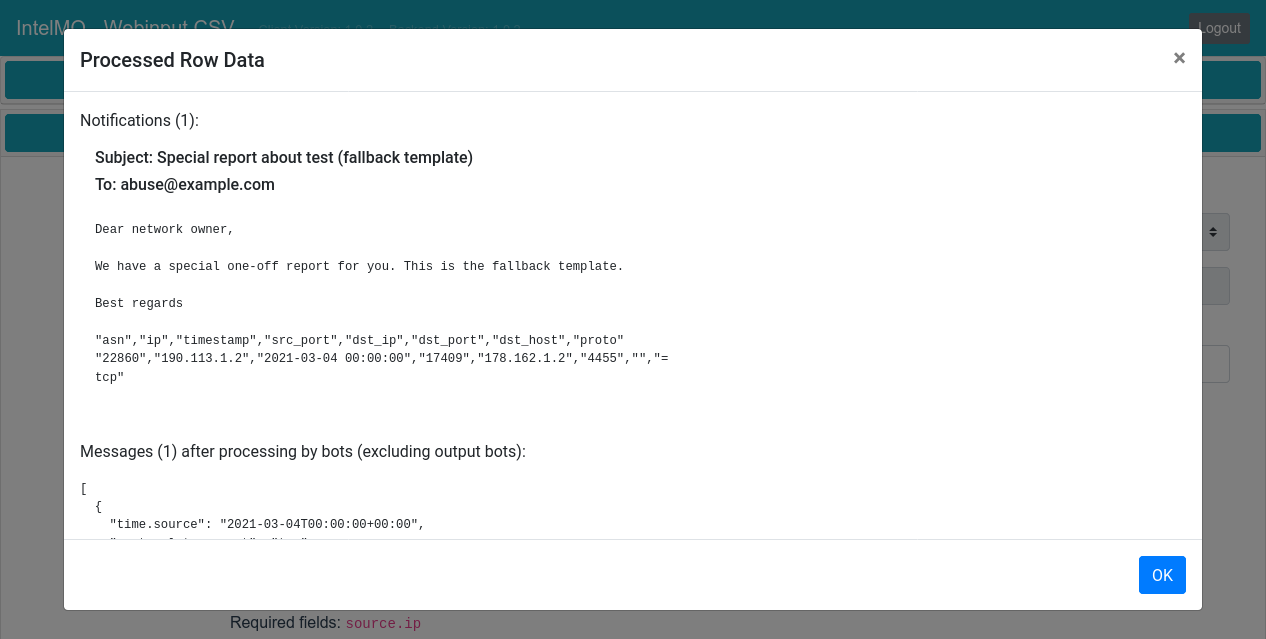 IntelMQ - Webinput CSV
Logout
Processed Row Data
×
Notifications (1):
Subject: Special report about test (fallback template)
To: abuse@example.com
Dear network owner,
We have a special one-off report for you. This is the fallback template.
Best regards
"asn","ip","timestamp","src_port","dst_ip","dst_port","dst_host","proto"
"22860","190.113.1.2","2021-03-04 00:00:00","17409","178.162.1.2","4455","","=
tcp"
Messages (1) after processing by bots (excluding output bots):
[
{
"time.source": "2021-03-04T00:00:00+00:00",
OK
Required fields: source.ip